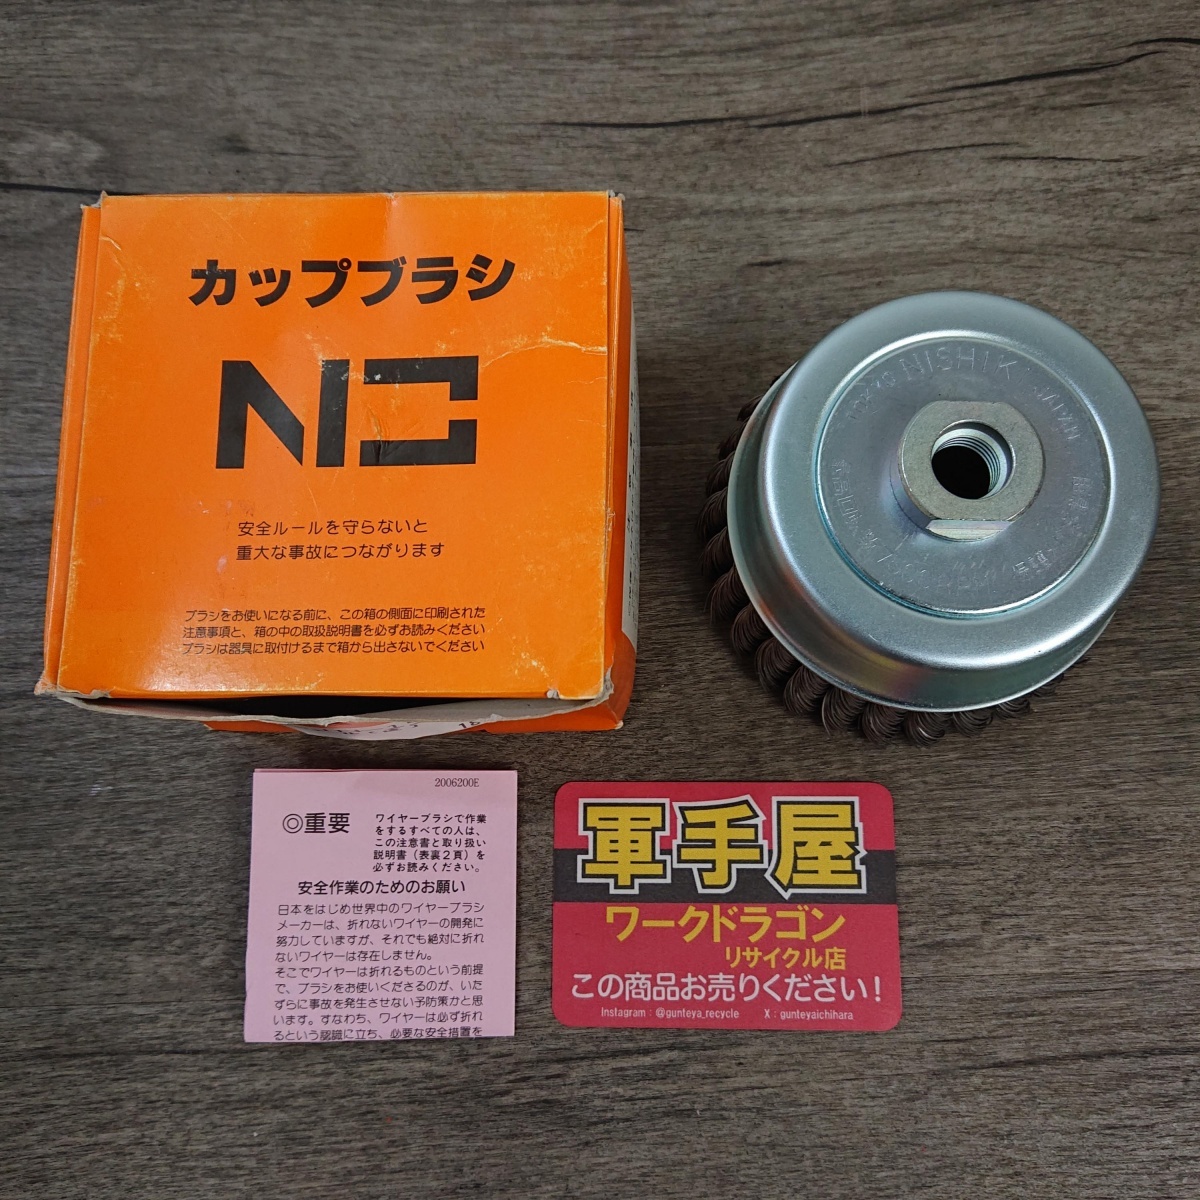 カップブラシ
安全ルールを守らないと
重大な事故につながります
ブラシをお使いになる前に、この箱の側面に印刷された
注意事項と、箱の中の取扱説明書を必ずお読みください
ブラシは器具に取付けるまで箱から出さないでください
NISHIK
JAPAN
2006200E
◎重要
ワイヤーブラシで作業
をするすべての人は、
この注意書と取り扱い
説明書（表裏２頁）を
必ずお読みください。
安全作業のためのお願い
日本をはじめ世界中のワイヤーブラシ
メーカーは、折れないワイヤーの開発に
努力していますが、それでも絶対に折れ
ないワイヤーは存在しません。
そこでワイヤーは折れるものという前提
で、ブラシをお使いくださるのが、いた
ずらに事故を発生させない予防策かと思
います。すなわち、ワイヤーは必ず折れ
るという認識に立ち、必要な安全措置を
軍手屋
ワークドラゴン
リサイクル店
この商品お売りください！
Instagram : @gunteya_recycle X : gunteyaichihara